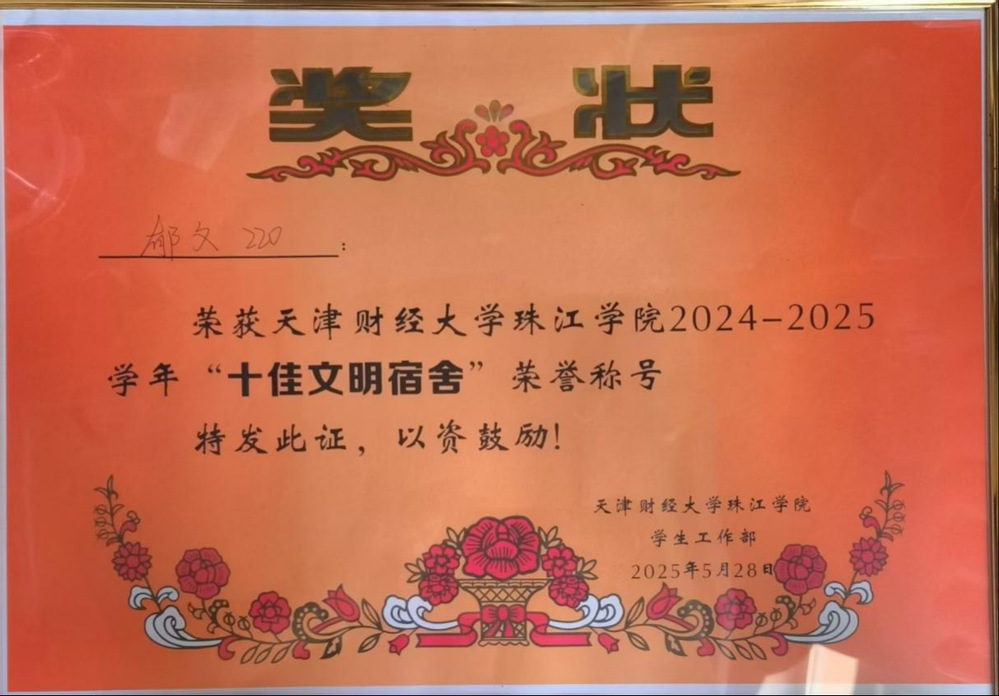 奖状
郁文 220：
荣获天津财经大学珠江学院2024-2025
学年“十佳文明宿舍”荣誉称号
特发此证，以资鼓励！
天津财经大学珠江学院
学生工作部
2025年5月28日